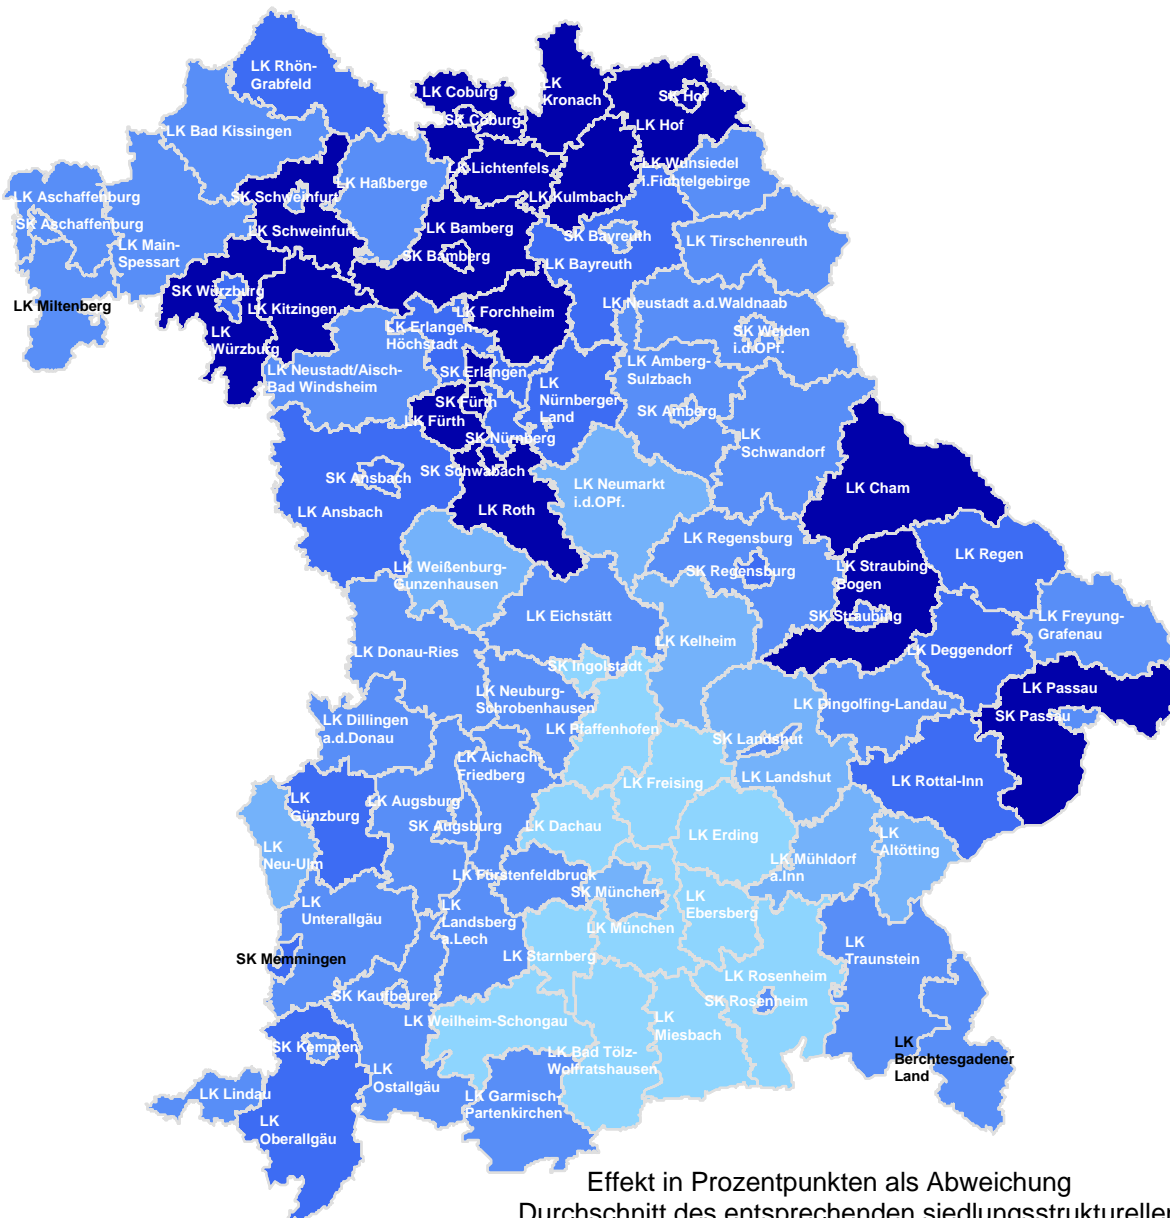 LK Rhön-
Grabfeld
LK Coburg
LK
Kronach
SK Hof
SK Coburg
LK Hof
LK Bad Kissingen
LK Lichtenfels
LK Wunsiedel
i.Fichtelgebirge
LK Haßberge
LK Aschaffenburg
SK Schweinfurt
LK Kulmbach
SK Aschaffenburg
LK Schweinfurt
LK Bamberg
SK Bayreuth
LK Tirschenreuth
LK Main-
Spessart
SK Bamberg
LK Bayreuth
SK Würzburg
LK Miltenberg
LK Kitzingen
LK Forchheim
LK Neustadt a.d.Waldnaab
LK
Würzburg
LK Erlangen-
Höchstadt
SK Weiden
i.d.OPf.
LK Neustadt/Aisch-
Bad Windsheim
SK Erlangen
LK
Nürnberger
Land
LK Amberg-
Sulzbach
SK Fürth
LK Fürth
SK Amberg
SK Nürnberg
LK
Schwandorf
SK Ansbach
SK Schwabach
LK Neumarkt
i.d.OPf.
LK Cham
LK Ansbach
LK Roth
LK Regensburg
LK Regen
LK Weißenburg-
Gunzenhausen
SK Regensburg
LK Straubing-
Bogen
LK Eichstätt
SK Straubing
LK Freyung-
Grafenau
LK Donau-Ries
LK Kelheim
LK Deggendorf
SK Ingolstadt
LK Neuburg-
Schrobenhausen
LK Passau
LK Dillingen
a.d.Donau
LK Pfaffenhofen
LK Dingolfing-Landau
SK Passau
SK Landshut
LK Aichach-
Friedberg
LK Freising
LK Landshut
LK Rottal-Inn
LK
Günzburg
LK Augsburg
SK Augsburg
LK Dachau
LK Erding
LK
Altötting
LK
Neu-Ulm
LK Mühldorf
a.Inn
LK Fürstenfeldbruck
SK München
LK
Unterallgäu
LK
Landsberg
a.Lech
LK
Ebersberg
LK München
SK Memmingen
LK Starnberg
LK
Traunstein
SK Kaufbeuren
LK Rosenheim
SK Rosenheim
LK Weilheim-Schongau
LK
Miesbach
SK Kempten
LK Bad Tölz-
Wolfratshausen
LK
Berchtesgadener
Land
LK Lindau
LK
Ostallgäu
LK Garmisch-
Partenkirchen
LK
Oberallgäu
Effekt in Prozentpunkten als Abweichung
Durchschnitt des entsprechenden siedlungsstrukturellen